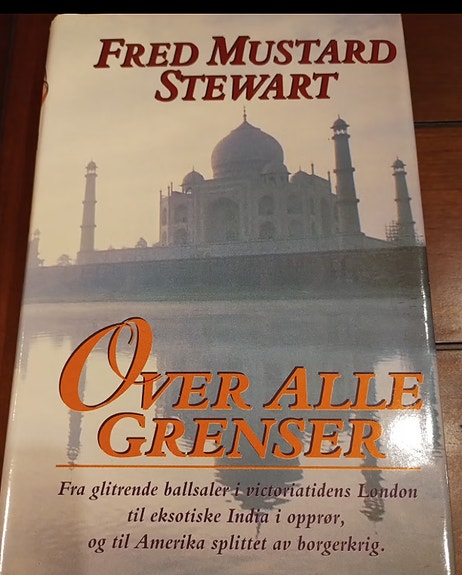 FRED MUSTARD
STEWART
OVER ALLE
GRENSER
Fra glitrende ballsaler i victoriatidens London
til eksotiske India i opprør,
og til Amerika splittet av borgerkrig.